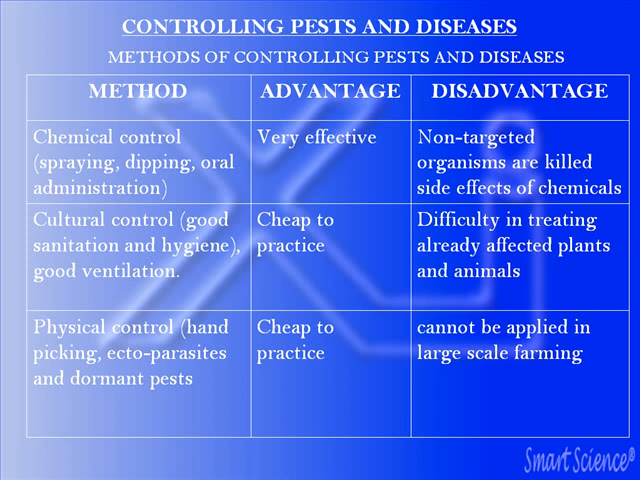 CONTROLLING PESTS AND DISEASES
METHODS OF CONTROLLING PESTS AND DISEASES
METHOD
ADVANTAGE
DISADVANTAGE
Chemical control
(spraying, dipping, oral
administration)
Very effective
Non-targeted
organisms are killed
side effects of chemicals
Cultural control (good
sanitation and hygiene),
good ventilation.
Cheap to
practice
Difficulty in treating
already affected plants
and animals
Physical control (hand
picking, ecto-parasites
and dormant pests
Cheap to
practice
cannot be applied in
large scale farming
Smart Science®